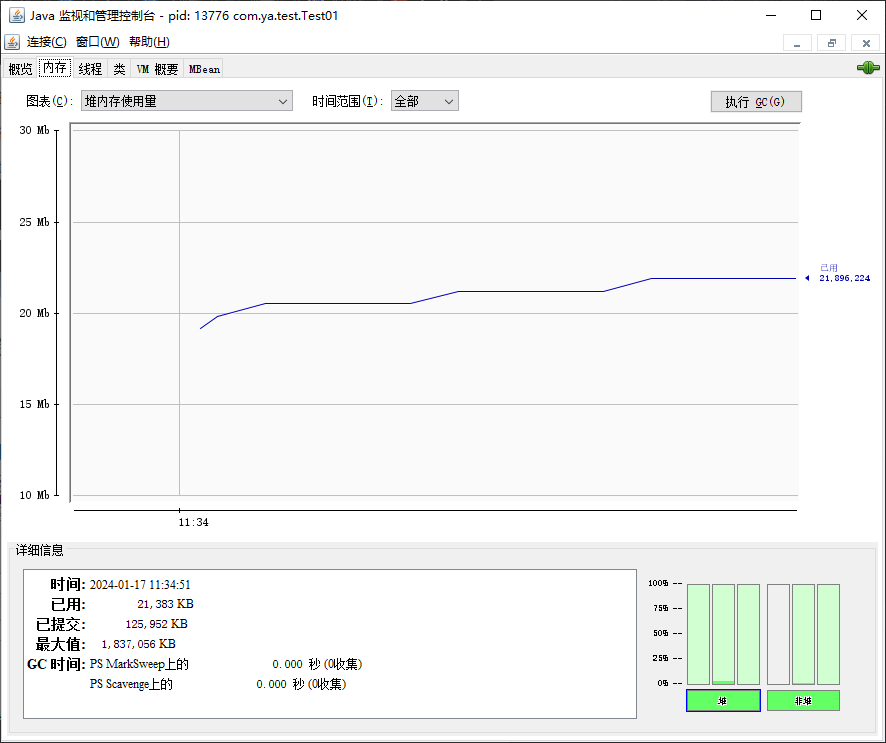 Java 监视和管理控制台 - pid: 13776 com.ya.test.Test01
连接(C) 窗口(W) 帮助(H)
概览 内存 线程 类 VM 概要 MBean
图表(C): 堆内存使用量 时间范围(I): 全部 执行 GC(G)
30 Mb
25 Mb
已用
21,896,224
20 Mb
15 Mb
10 Mb
11:34
详细信息
时间: 2024-01-17 11:34:51
已用: 21,383 KB
已提交: 125,952 KB
最大值: 1,837,056 KB
GC 时间: PS MarkSweep上的 0.000 秒 (0收集)
PS Scavenge上的 0.000 秒 (0收集)
100% --
75% --
50% --
25% --
0% --
堆 非堆